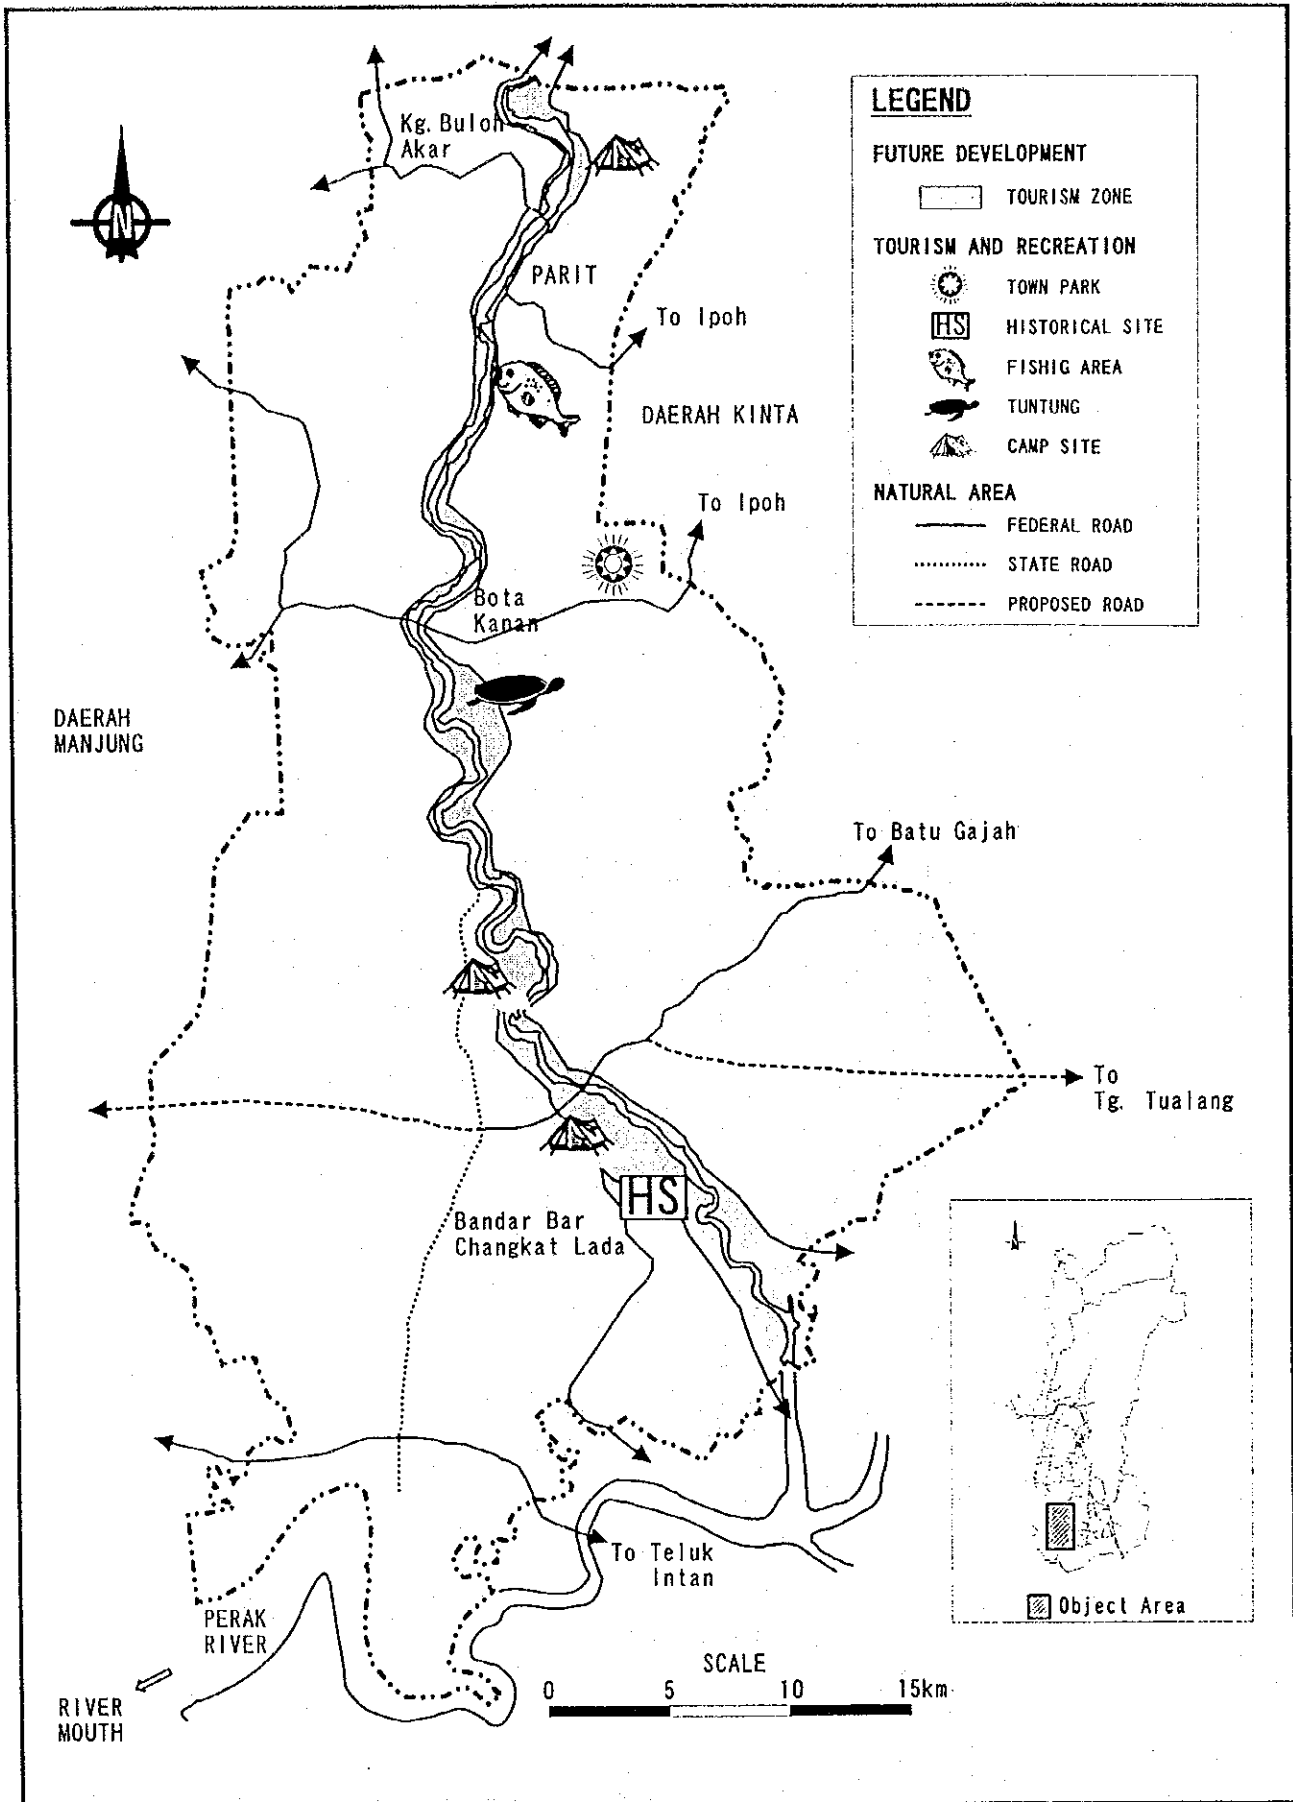 Kg. Buloh
Akar
N
PARIT
To Ipoh
DAERAH KINTA
To Ipoh
Bota
Kanan
DAERAH
MANJUNG
To Batu Gajah
To
Tg. Tualang
HS
Bandar Bar
Changkat Lada
To Teluk
Intan
PERAK
RIVER
RIVER
MOUTH
SCALE
0 5 10 15km
LEGEND
FUTURE DEVELOPMENT
TOURISM ZONE
TOURISM AND RECREATION
TOWN PARK
HS HISTORICAL SITE
FISHIG AREA
TUNTUNG
CAMP SITE
NATURAL AREA
FEDERAL ROAD
STATE ROAD
PROPOSED ROAD
Object Area